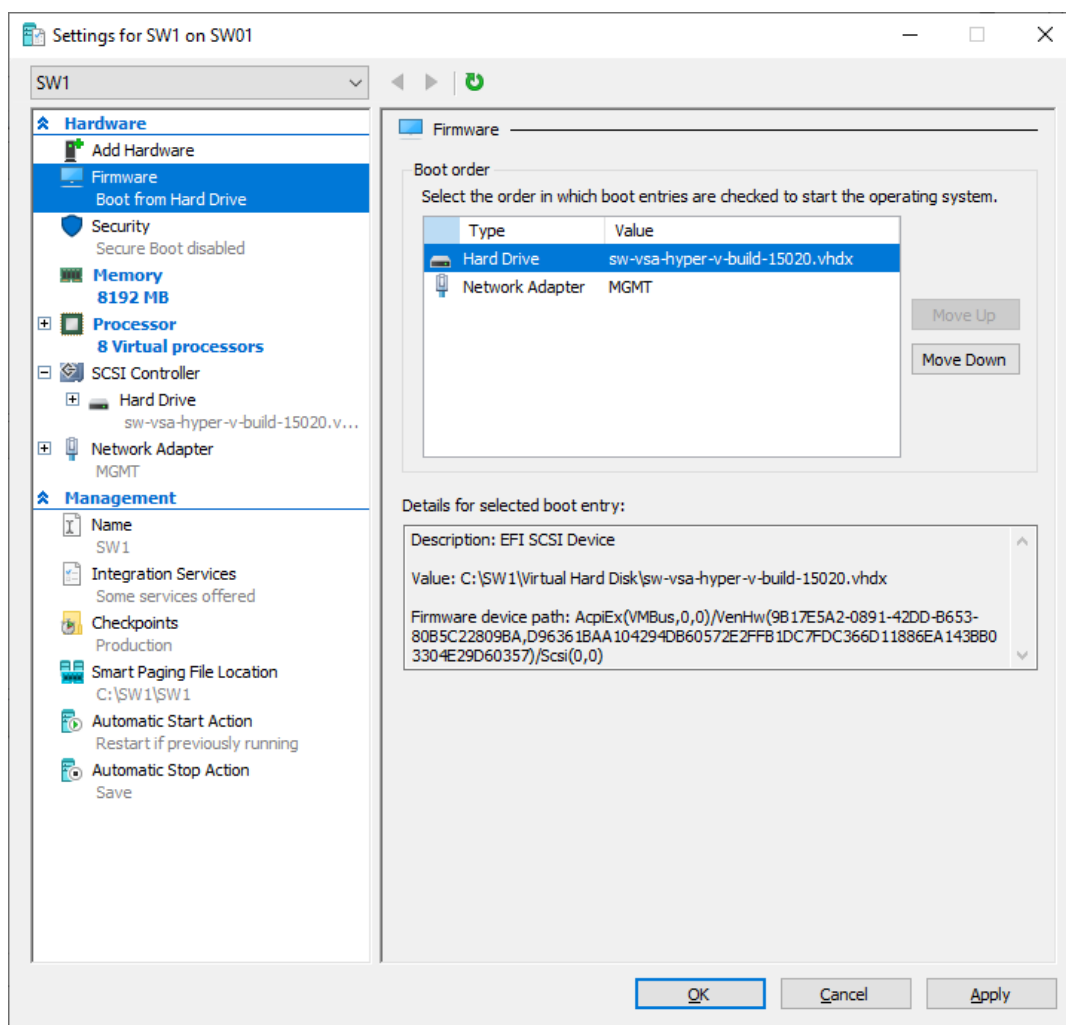 Settings for SW1 on SW01
SW1
Hardware
Add Hardware
Firmware
Boot from Hard Drive
Security
Secure Boot disabled
Memory
8192 MB
Processor
8 Virtual processors
SCSI Controller
Hard Drive
sw-vsa-hyper-v-build-15020.v...
Network Adapter
MGMT
Management
Name
SW1
Integration Services
Some services offered
Checkpoints
Production
Smart Paging File Location
C:\SW1\SW1
Automatic Start Action
Restart if previously running
Automatic Stop Action
Save
Firmware
Boot order
Select the order in which boot entries are checked to start the operating system.
Type Value
Hard Drive sw-vsa-hyper-v-build-15020.vhdx
Network Adapter MGMT
Move Up
Move Down
Details for selected boot entry:
Description: EFI SCSI Device
Value: C:\SW1\Virtual Hard Disk\sw-vsa-hyper-v-build-15020.vhdx
Firmware device path: AcpiEx(VMBus,0,0)/VenHw(9B17E5A2-0891-42DD-B653-
80B5C22809BA,D96361BAA104294DB60572E2FFB1DC7FDC366D11886EA143BB0
3304E29D60357)/Scsi(0,0)
OK Cancel Apply